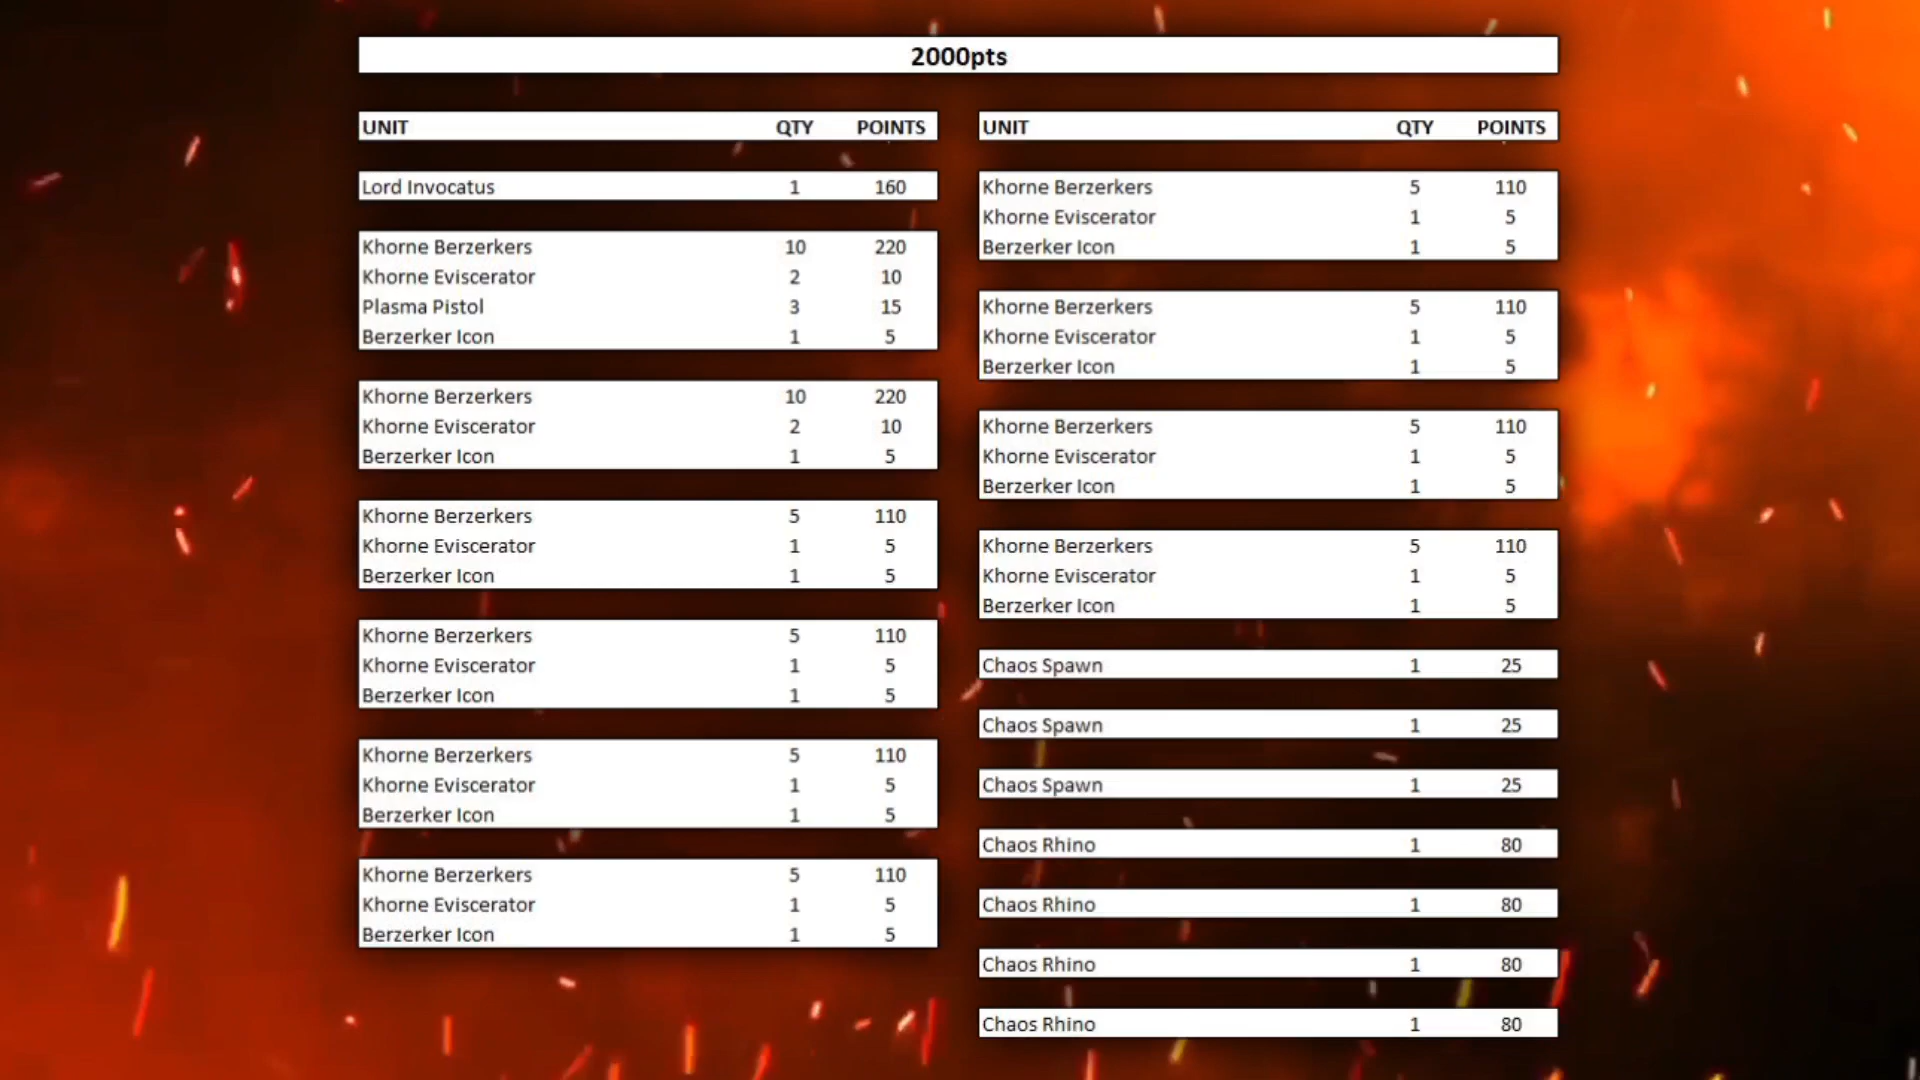 2000pts
UNIT QTY POINTS
Lord Invocatus 1 160
Khorne Berzerkers 10 220
Khorne Eviscerator 2 10
Plasma Pistol 3 15
Berzerker Icon 1 5
Khorne Berzerkers 10 220
Khorne Eviscerator 2 10
Berzerker Icon 1 5
Khorne Berzerkers 5 110
Khorne Eviscerator 1 5
Berzerker Icon 1 5
Khorne Berzerkers 5 110
Khorne Eviscerator 1 5
Berzerker Icon 1 5
Khorne Berzerkers 5 110
Khorne Eviscerator 1 5
Berzerker Icon 1 5
Khorne Berzerkers 5 110
Khorne Eviscerator 1 5
Berzerker Icon 1 5
UNIT QTY POINTS
Khorne Berzerkers 5 110
Khorne Eviscerator 1 5
Berzerker Icon 1 5
Khorne Berzerkers 5 110
Khorne Eviscerator 1 5
Berzerker Icon 1 5
Khorne Berzerkers 5 110
Khorne Eviscerator 1 5
Berzerker Icon 1 5
Khorne Berzerkers 5 110
Khorne Eviscerator 1 5
Berzerker Icon 1 5
Chaos Spawn 1 25
Chaos Spawn 1 25
Chaos Spawn 1 25
Chaos Rhino 1 80
Chaos Rhino 1 80
Chaos Rhino 1 80
Chaos Rhino 1 80